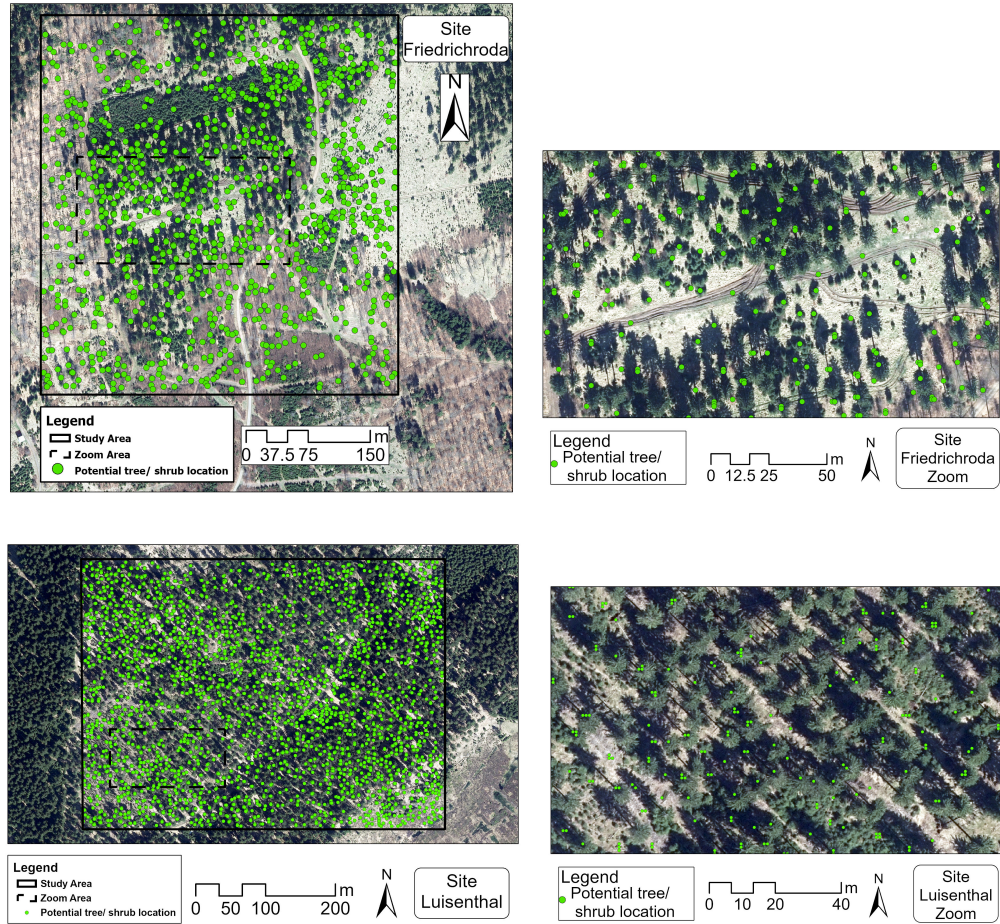 Site
Friedrichroda
N
Legend
Study Area
Zoom Area
Potential tree/ shrub location
m
0 37.5 75 150
Legend
Potential tree/
shrub location
m
0 12.5 25 50
N
Site
Friedrichroda
Zoom
Legend
Study Area
Zoom Area
Potential tree/ shrub location
m
0 50 100 200
N
Site
Luisenthal
Legend
Potential tree/
shrub location
m
0 10 20 40
N
Site
Luisenthal
Zoom